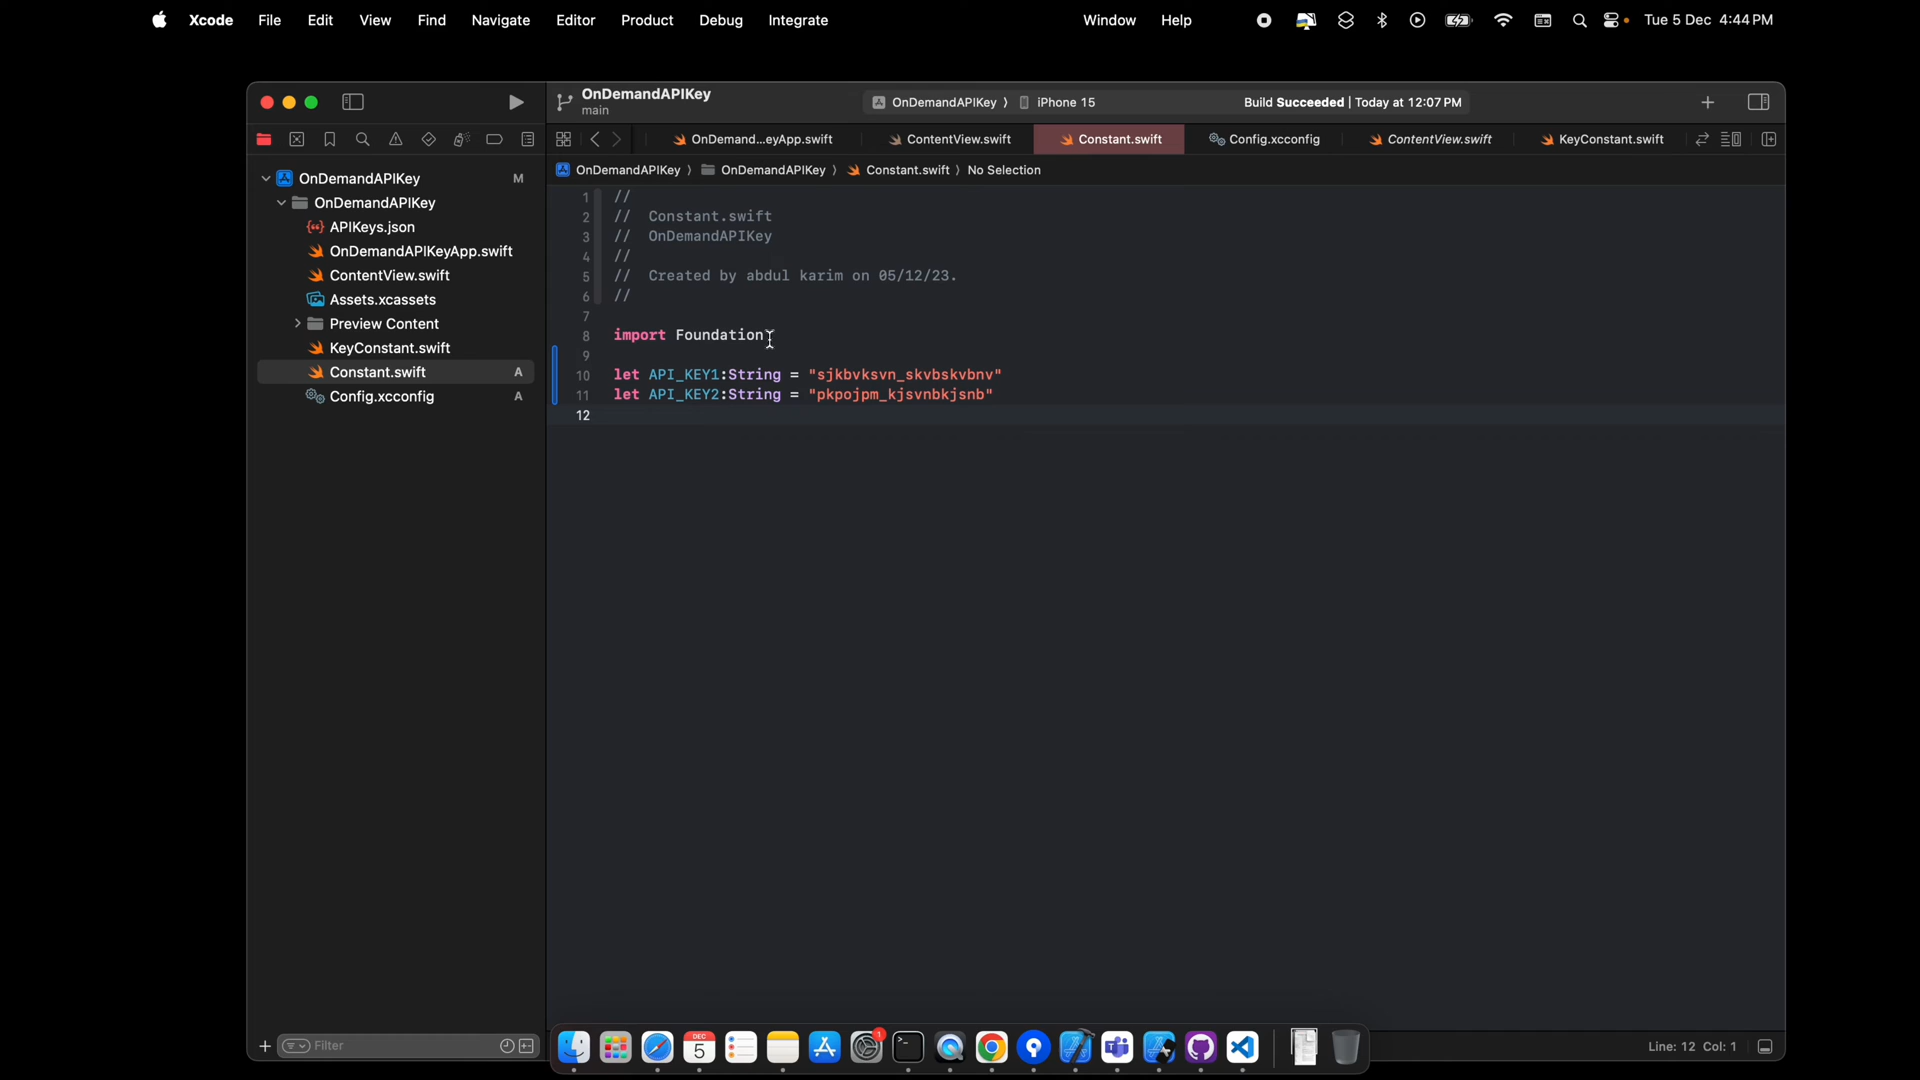 Xcode File Edit View Find Navigate Editor Product Debug Integrate Window Help Tue 5 Dec 4:44 PM
OnDemandAPIKey
main
OnDemandAPIKey 〉 iPhone 15 Build Succeeded | Today at 12:07 PM
OnDemand...eyApp.swift ContentView.swift Constant.swift Config.xcconfig ContentView.swift KeyConstant.swift
OnDemandAPIKey 〉 OnDemandAPIKey 〉 Constant.swift 〉 No Selection
OnDemandAPIKey M
OnDemandAPIKey
APIKeys.json
OnDemandAPIKeyApp.swift
ContentView.swift
Assets.xcassets
Preview Content
KeyConstant.swift
Constant.swift A
Config.xcconfig A
1 //
2 // Constant.swift
3 // OnDemandAPIKey
4 //
5 // Created by abdul karim on 05/12/23.
6 //
7
8 import Foundation
9
10 let API_KEY1:String = "sjkbvksvn_skvbskvbnv"
11 let API_KEY2:String = "pkpojpm_kjsvnbkjsnb"
12
Filter
DEC
5
1
Line: 12 Col: 1